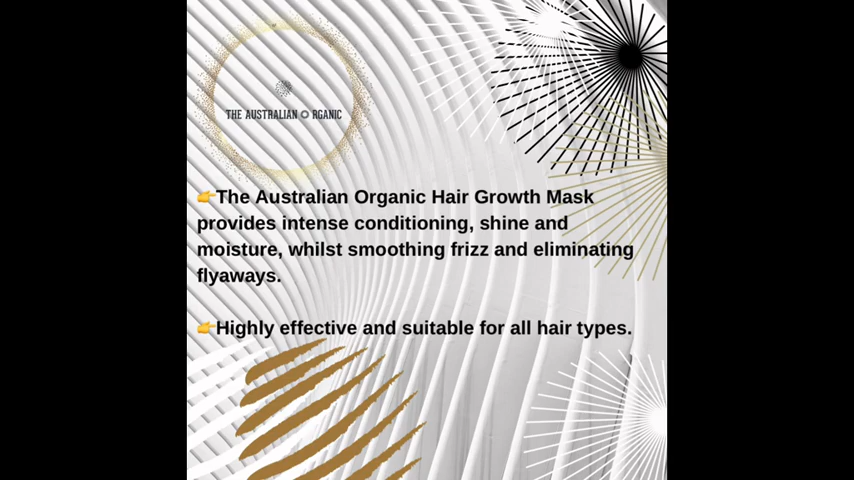 THE AUSTRALIAN ORGANIC
👉The Australian Organic Hair Growth Mask
provides intense conditioning, shine and
moisture, whilst smoothing frizz and eliminating
flyaways.
👉Highly effective and suitable for all hair types.